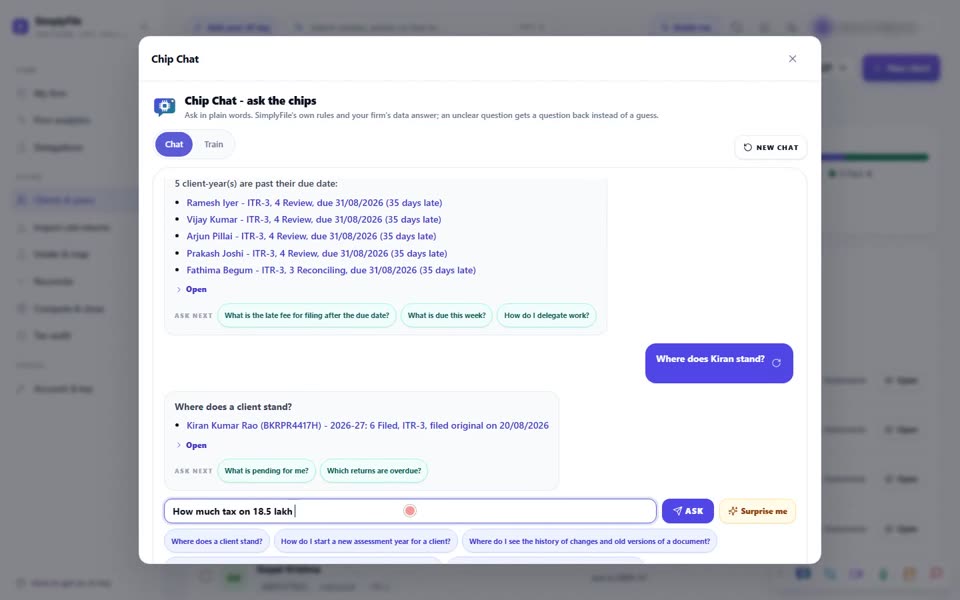 SimplyFile
Chip Chat
Chip Chat - ask the chips
Ask in plain words. SimplyFile's own rules and your firm's data answer; an unclear question gets a question back instead of a guess.
Chat
Train
NEW CHAT
5 client-year(s) are past their due date:
Ramesh Iyer - ITR-3, 4 Review, due 31/08/2026 (35 days late)
Vijay Kumar - ITR-3, 4 Review, due 31/08/2026 (35 days late)
Arjun Pillai - ITR-3, 4 Review, due 31/08/2026 (35 days late)
Prakash Joshi - ITR-3, 4 Review, due 31/08/2026 (35 days late)
Fathima Begum - ITR-3, 3 Reconciling, due 31/08/2026 (35 days late)
Open
ASK NEXT What is the late fee for filing after the due date? What is due this week? How do I delegate work?
Where does Kiran stand?
Where does a client stand?
Kiran Kumar Rao (BKRPR4417H) - 2026-27: 6 Filed, ITR-3, filed original on 20/08/2026
Open
ASK NEXT What is pending for me? Which returns are overdue?
How much tax on 18.5 lakh
ASK
Surprise me
Where does a client stand? How do I start a new assessment year for a client? Where do I see the history of changes and old versions of a document?